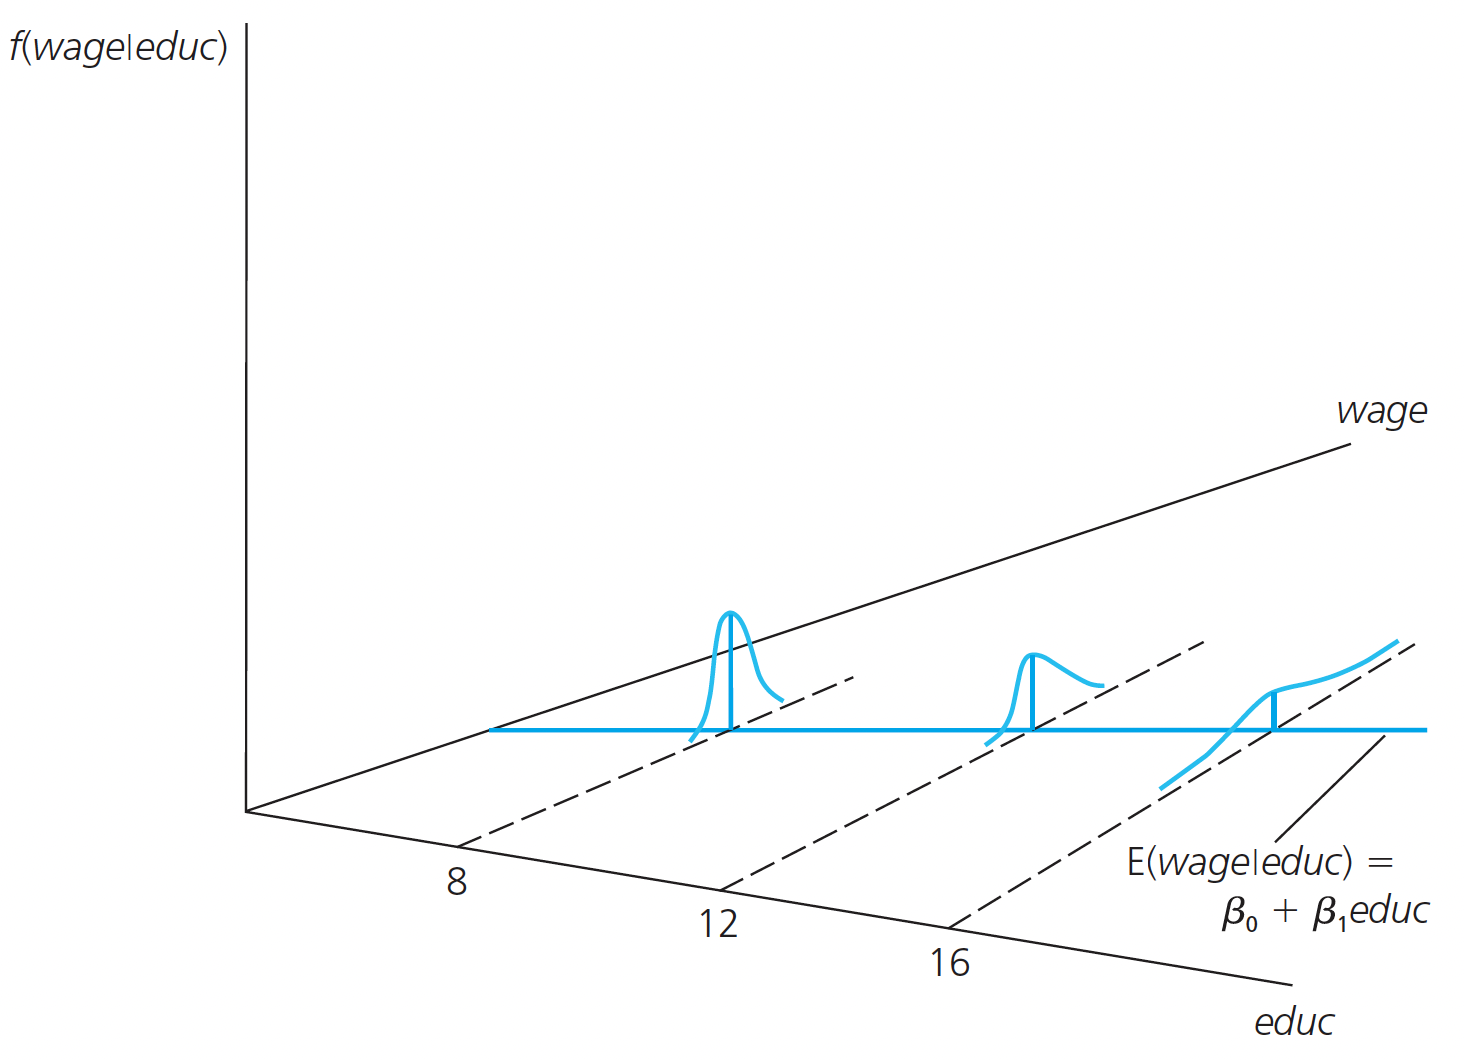 f(wage|educ)
wage
E(wage|educ) =
β₀ + β₁educ
8
12
16
educ